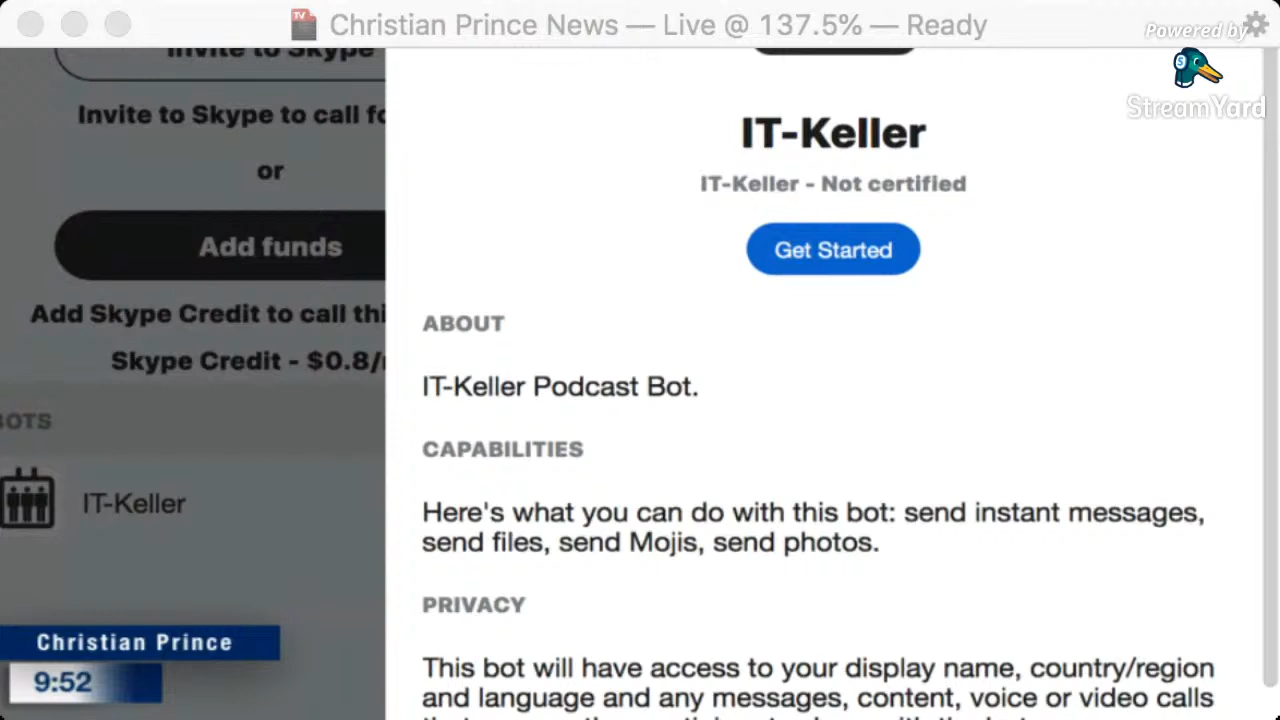 Christian Prince News — Live @ 137.5% — Ready
Powered by
StreamYard
Invite to Skype
Invite to Skype to call fo
or
Add funds
Add Skype Credit to call thi
Skype Credit - $0.8/
BOTS
IT-Keller
IT-Keller
IT-Keller - Not certified
Get Started
ABOUT
IT-Keller Podcast Bot.
CAPABILITIES
Here's what you can do with this bot: send instant messages,
send files, send Mojis, send photos.
PRIVACY
This bot will have access to your display name, country/region
and language and any messages, content, voice or video calls
Christian Prince
9:52